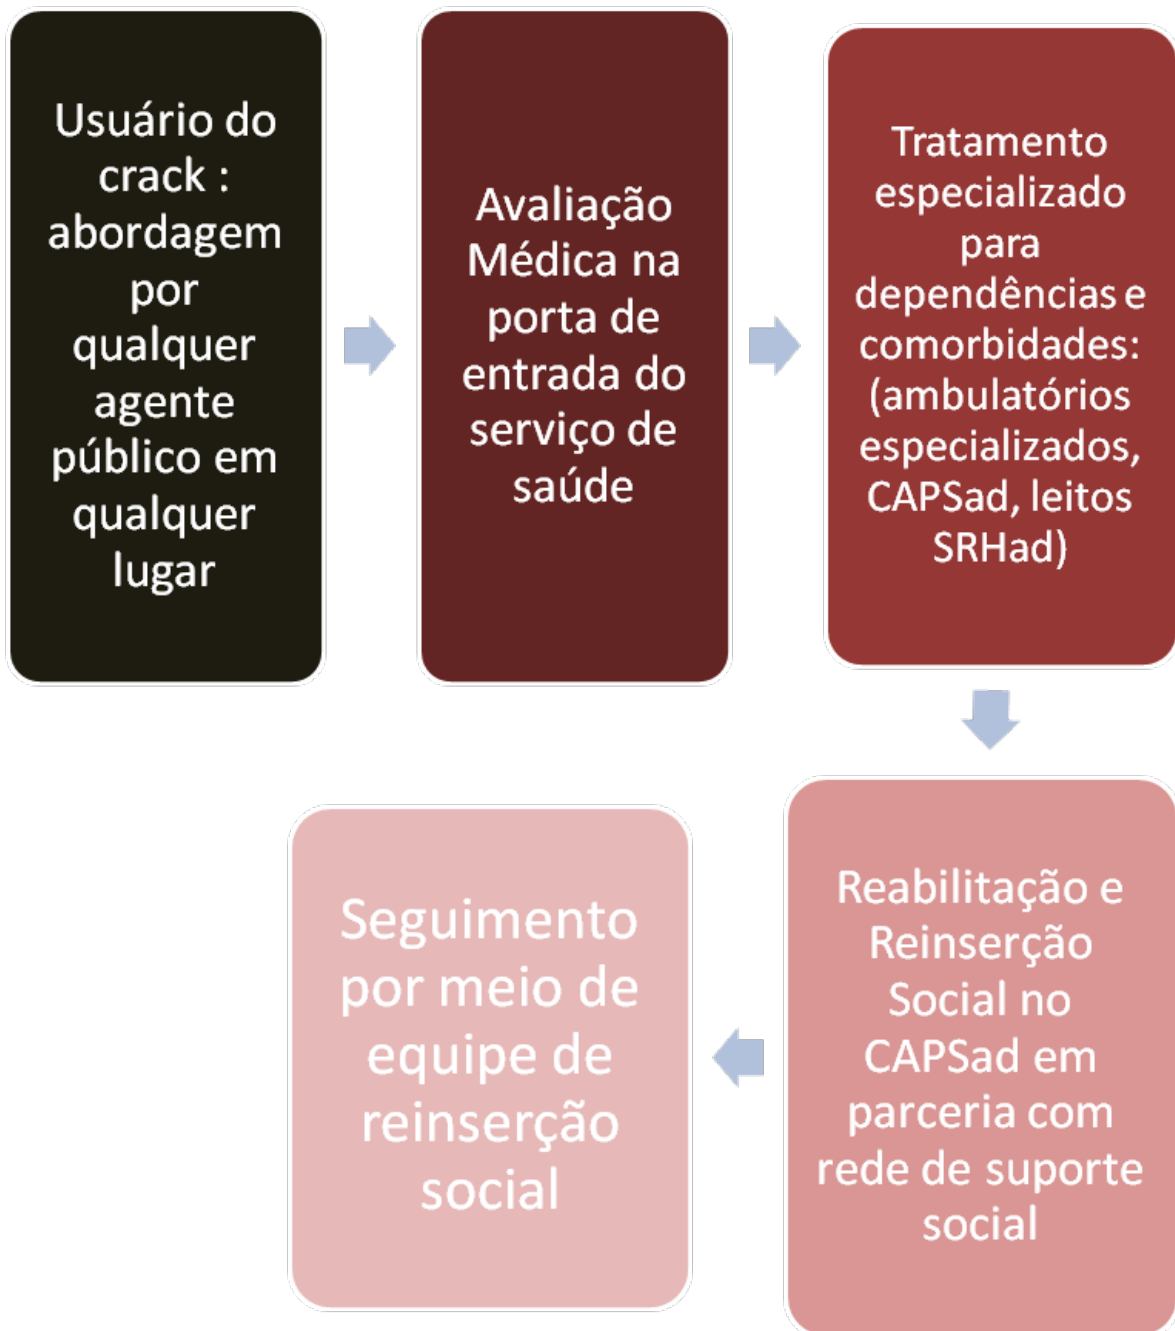 Usuário do
crack :
abordagem
por
qualquer
agente
público em
qualquer
lugar
Avaliação
Médica na
porta de
entrada do
serviço de
saúde
Tratamento
especializado
para
dependências e
comorbidades:
(ambulatórios
especializados,
CAPSad, leitos
SRHad)
Reabilitação e
Reinserção
Social no
CAPSad em
parceria com
rede de suporte
social
Seguimento
por meio de
equipe de
reinserção
social